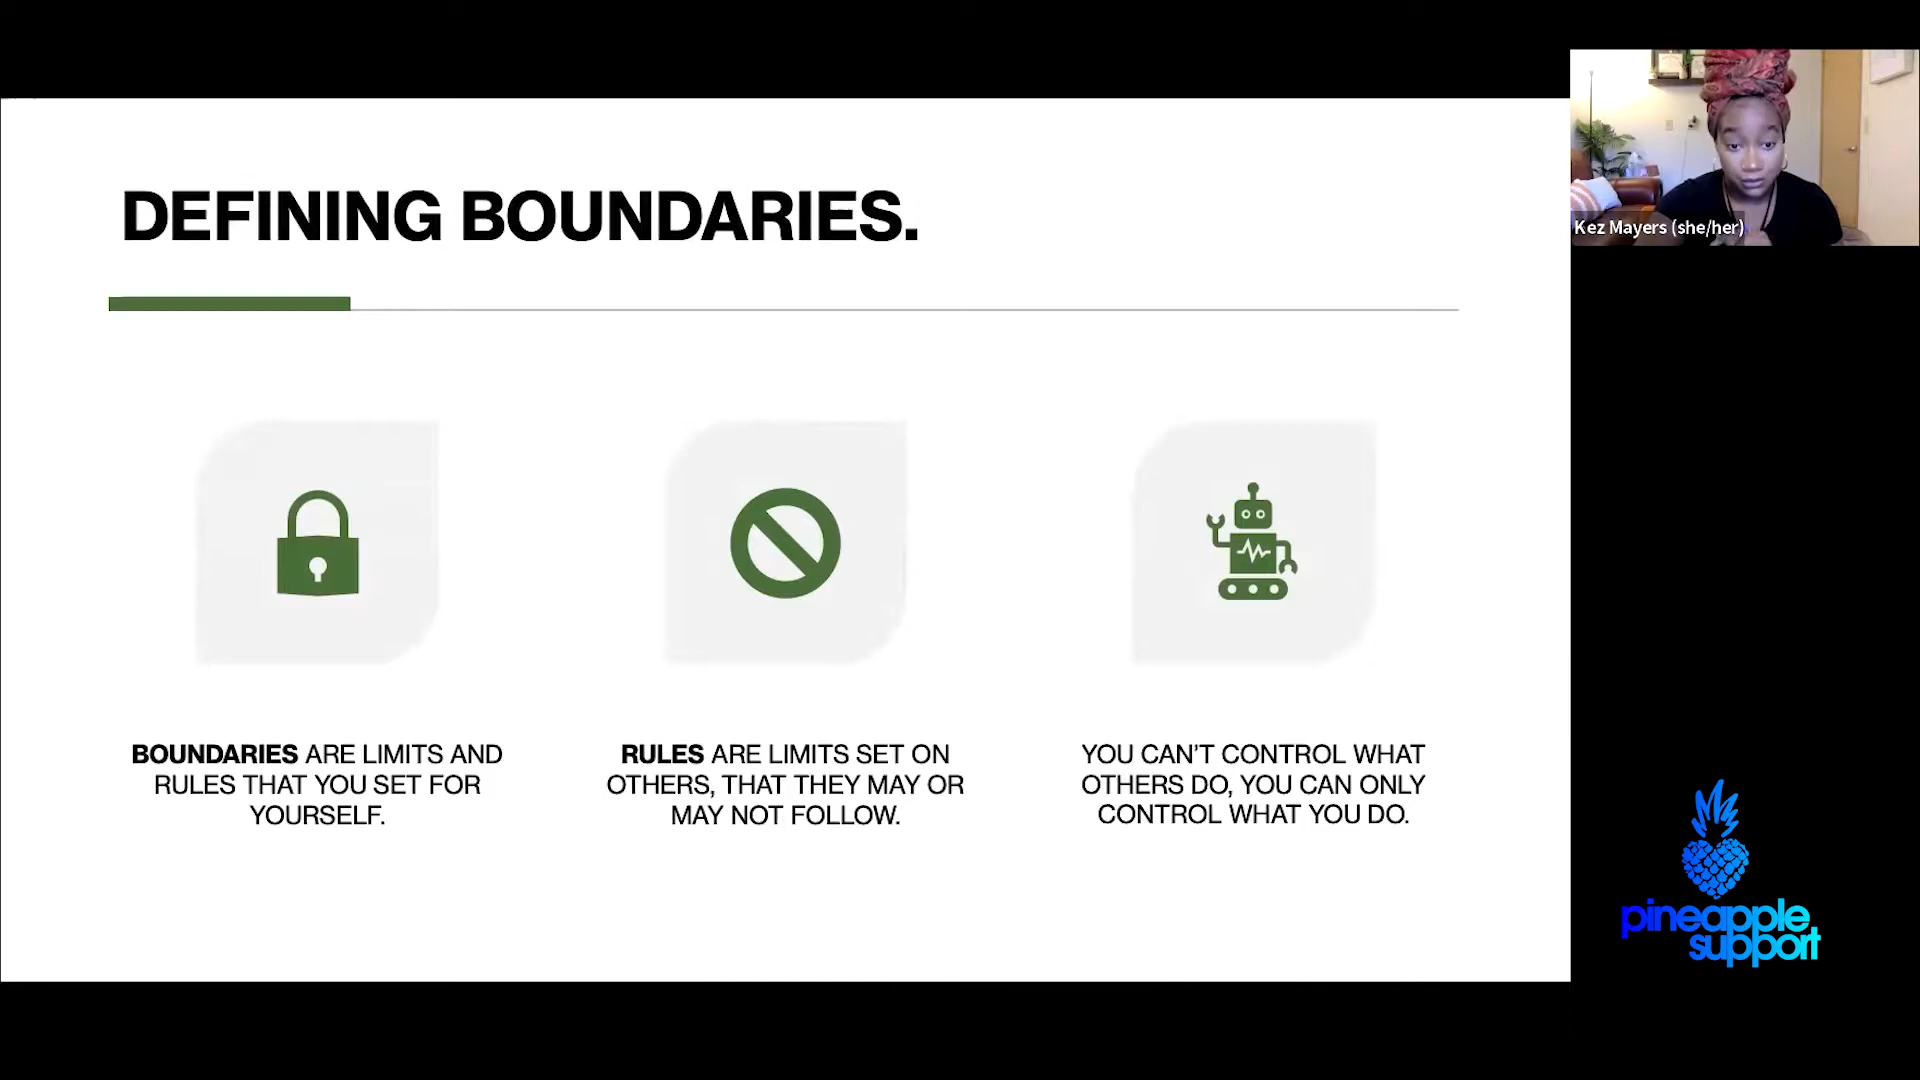 DEFINING BOUNDARIES.
BOUNDARIES ARE LIMITS AND
RULES THAT YOU SET FOR
YOURSELF.
RULES ARE LIMITS SET ON
OTHERS, THAT THEY MAY OR
MAY NOT FOLLOW.
YOU CAN’T CONTROL WHAT
OTHERS DO, YOU CAN ONLY
CONTROL WHAT YOU DO.
Kez Mayers (she/her)
pineapple
support